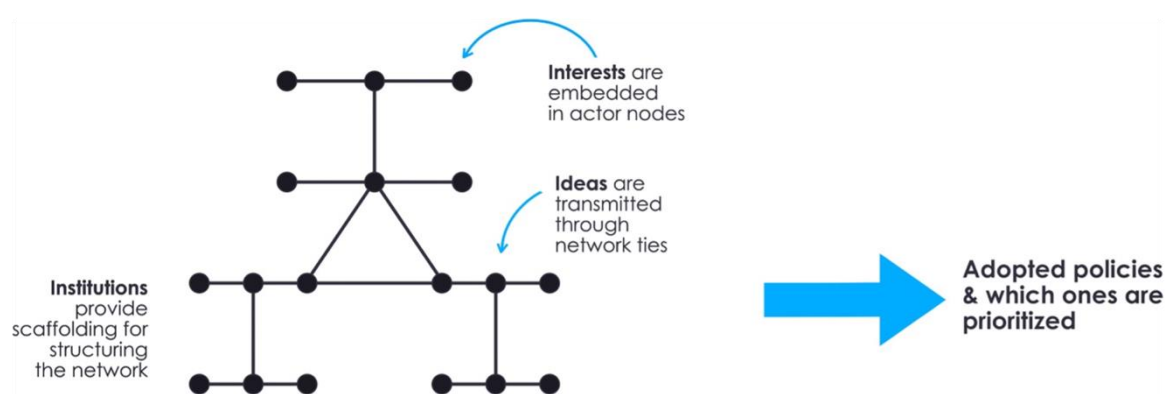 Interests are
embedded
in actor nodes
Ideas are
transmitted
through
network ties
Institutions
provide
scaffolding for
structuring
the network
Adopted policies
& which ones are
prioritized